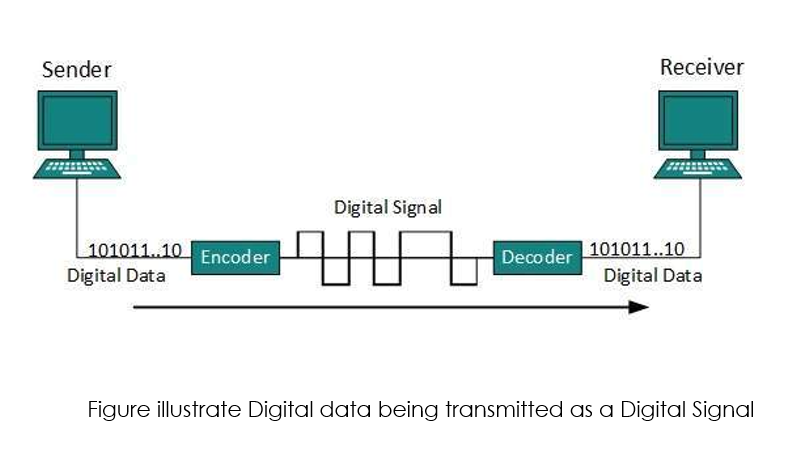 Sender
Receiver
Digital Signal
101011..10
Encoder
Decoder
101011..10
Digital Data
Digital Data
Figure illustrate Digital data being transmitted as a Digital Signal